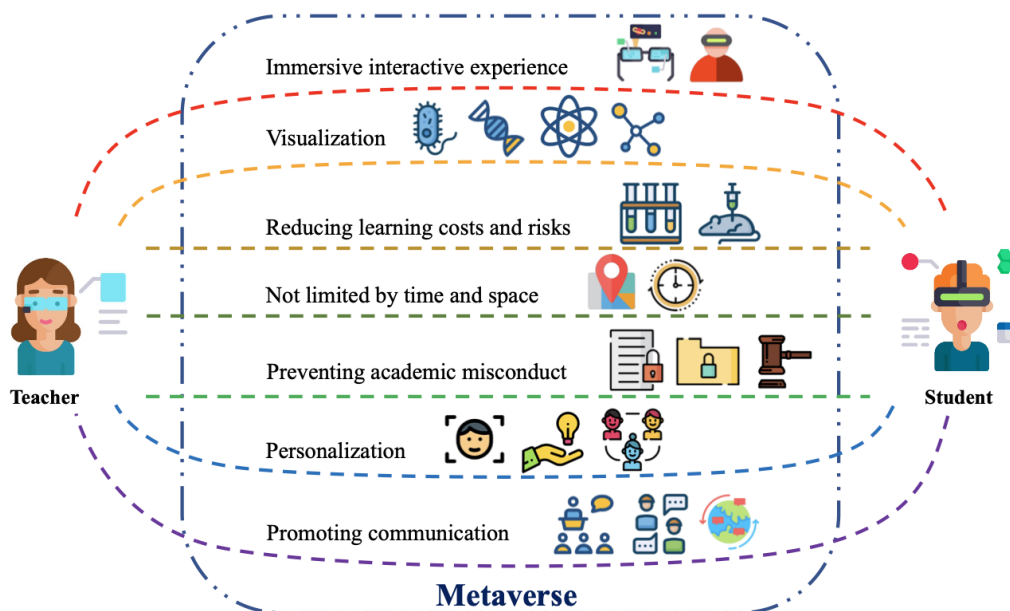 Immersive interactive experience
Visualization
Reducing learning costs and risks
Not limited by time and space
Preventing academic misconduct
Teacher
Student
Personalization
Promoting communication
Metaverse